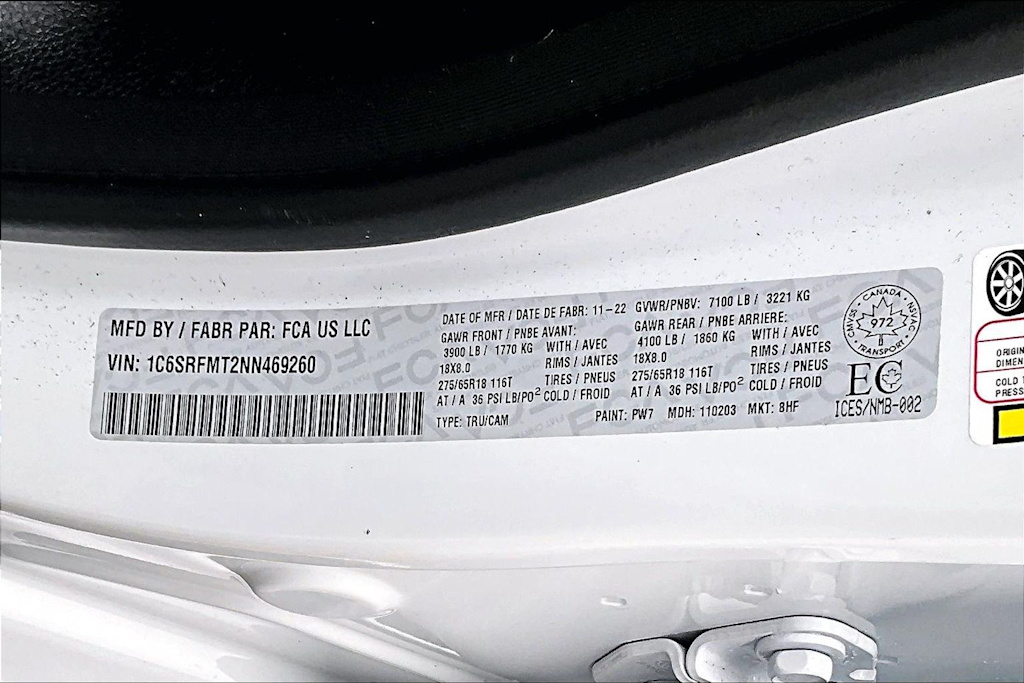 MFD BY / FABR PAR: FCA US LLC
VIN: 1C6SRFMT2NN469260
DATE OF MFR / DATE DE FABR: 11-22
GAWR FRONT / PNBE AVANT:
3900 LB / 1770 KG WITH / AVEC
18X8.0 RIMS / JANTES
275/65R18 116T TIRES / PNEUS
AT / A 36 PSI LB/PO² COLD / FROID
TYPE: TRU/CAM
GVWR/PNBV: 7100 LB / 3221 KG
GAWR REAR / PNBE ARRIERE:
4100 LB / 1860 KG WITH / AVEC
18X8.0 RIMS / JANTES
275/65R18 116T TIRES / PNEUS
AT / A 36 PSI LB/PO² COLD / FROID
PAINT: PW7 MDH: 110203 MKT: 8HF
CANADA
CMVSS
NSVAC
972
TRANSPORT
EC
ICES/NMB-002
ORIGIN
DIMEN
COLD T
PRESS